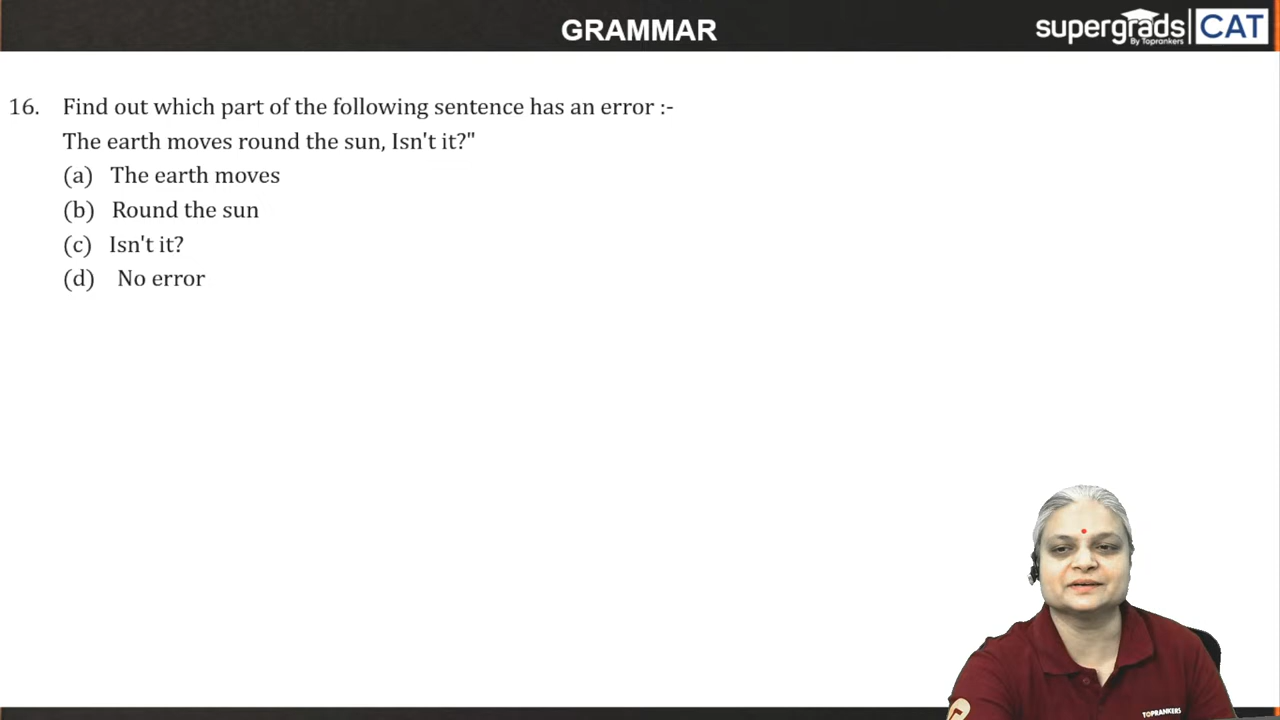 GRAMMAR
supergrads
By Toprankers
CAT
16. Find out which part of the following sentence has an error :-
The earth moves round the sun, Isn't it?"
(a) The earth moves
(b) Round the sun
(c) Isn't it?
(d) No error
TOPRANKERS